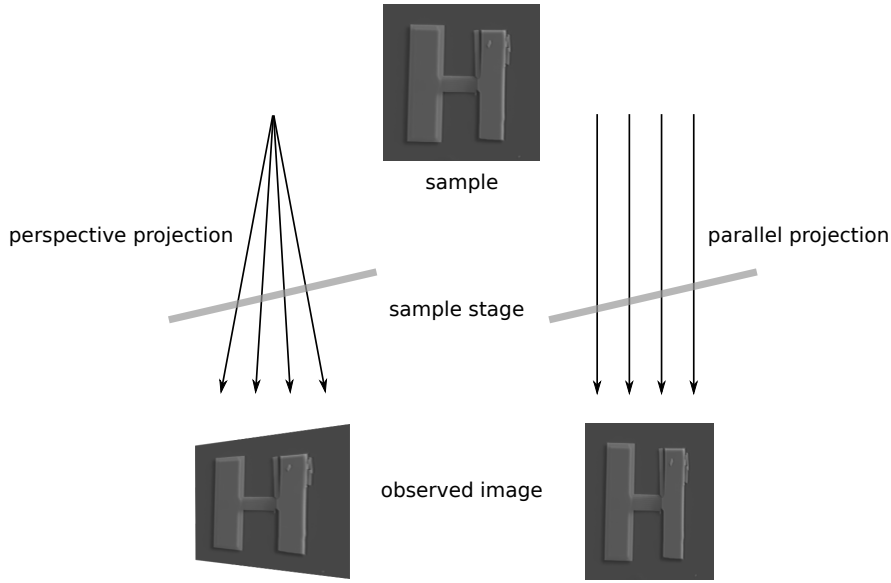 sample
perspective projection
parallel projection
sample stage
observed image